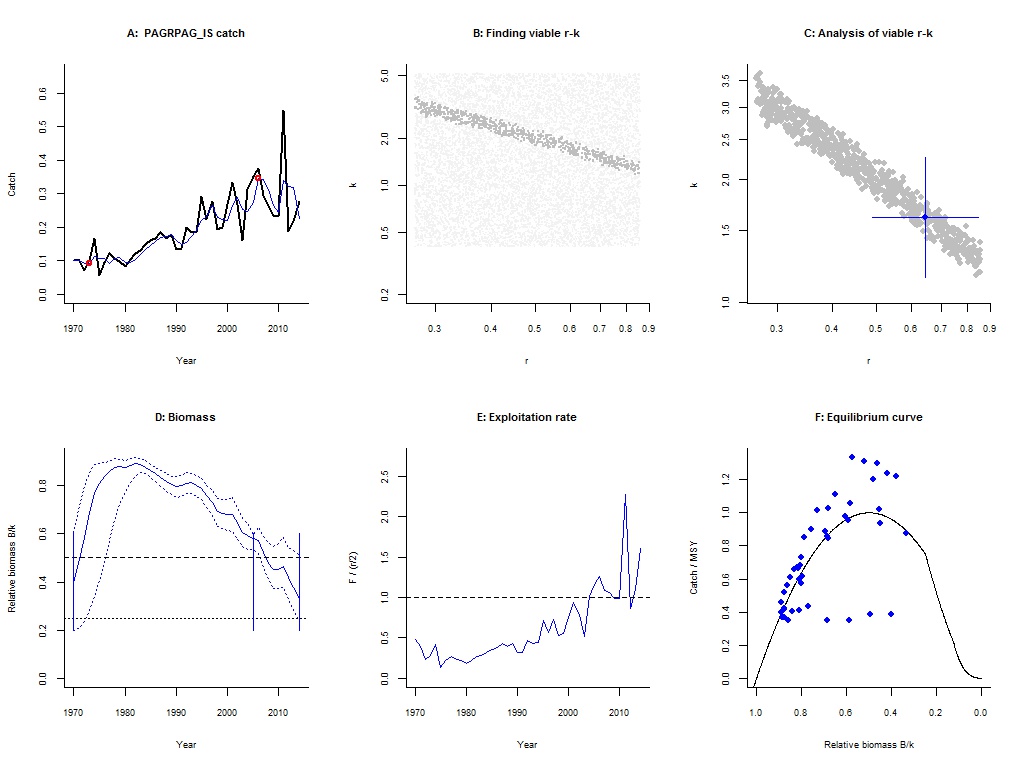 A: PAGRPAG_IS catch
Catch
0.0 0.1 0.2 0.3 0.4 0.5 0.6
1970 1980 1990 2000 2010
Year
B: Finding viable r-k
k
0.2 0.5 1.0 2.0 5.0
0.3 0.4 0.5 0.6 0.7 0.8 0.9
r
C: Analysis of viable r-k
k
1.0 1.5 2.0 2.5 3.0 3.5
0.3 0.4 0.5 0.6 0.7 0.8 0.9
r
D: Biomass
Relative biomass B/k
0.0 0.2 0.4 0.6 0.8
1970 1980 1990 2000 2010
Year
E: Exploitation rate
F / (r/2)
0.0 0.5 1.0 1.5 2.0 2.5
1970 1980 1990 2000 2010
Year
F: Equilibrium curve
Catch / MSY
0.0 0.2 0.4 0.6 0.8 1.0 1.2
1.0 0.8 0.6 0.4 0.2 0.0
Relative biomass B/k